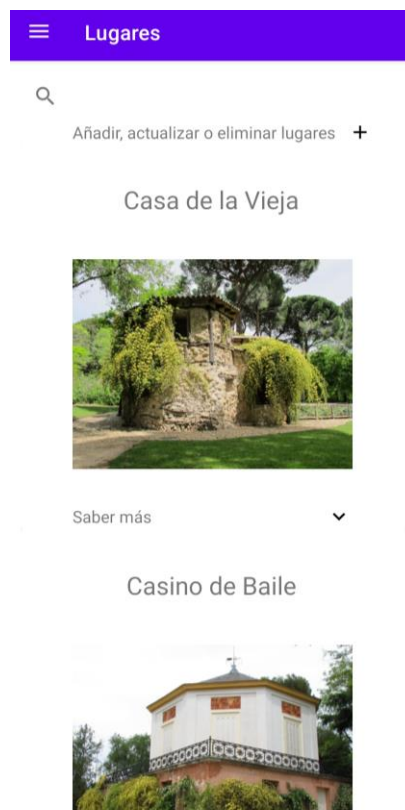 Lugares
Añadir, actualizar o eliminar lugares
Casa de la Vieja
Saber más
Casino de Baile